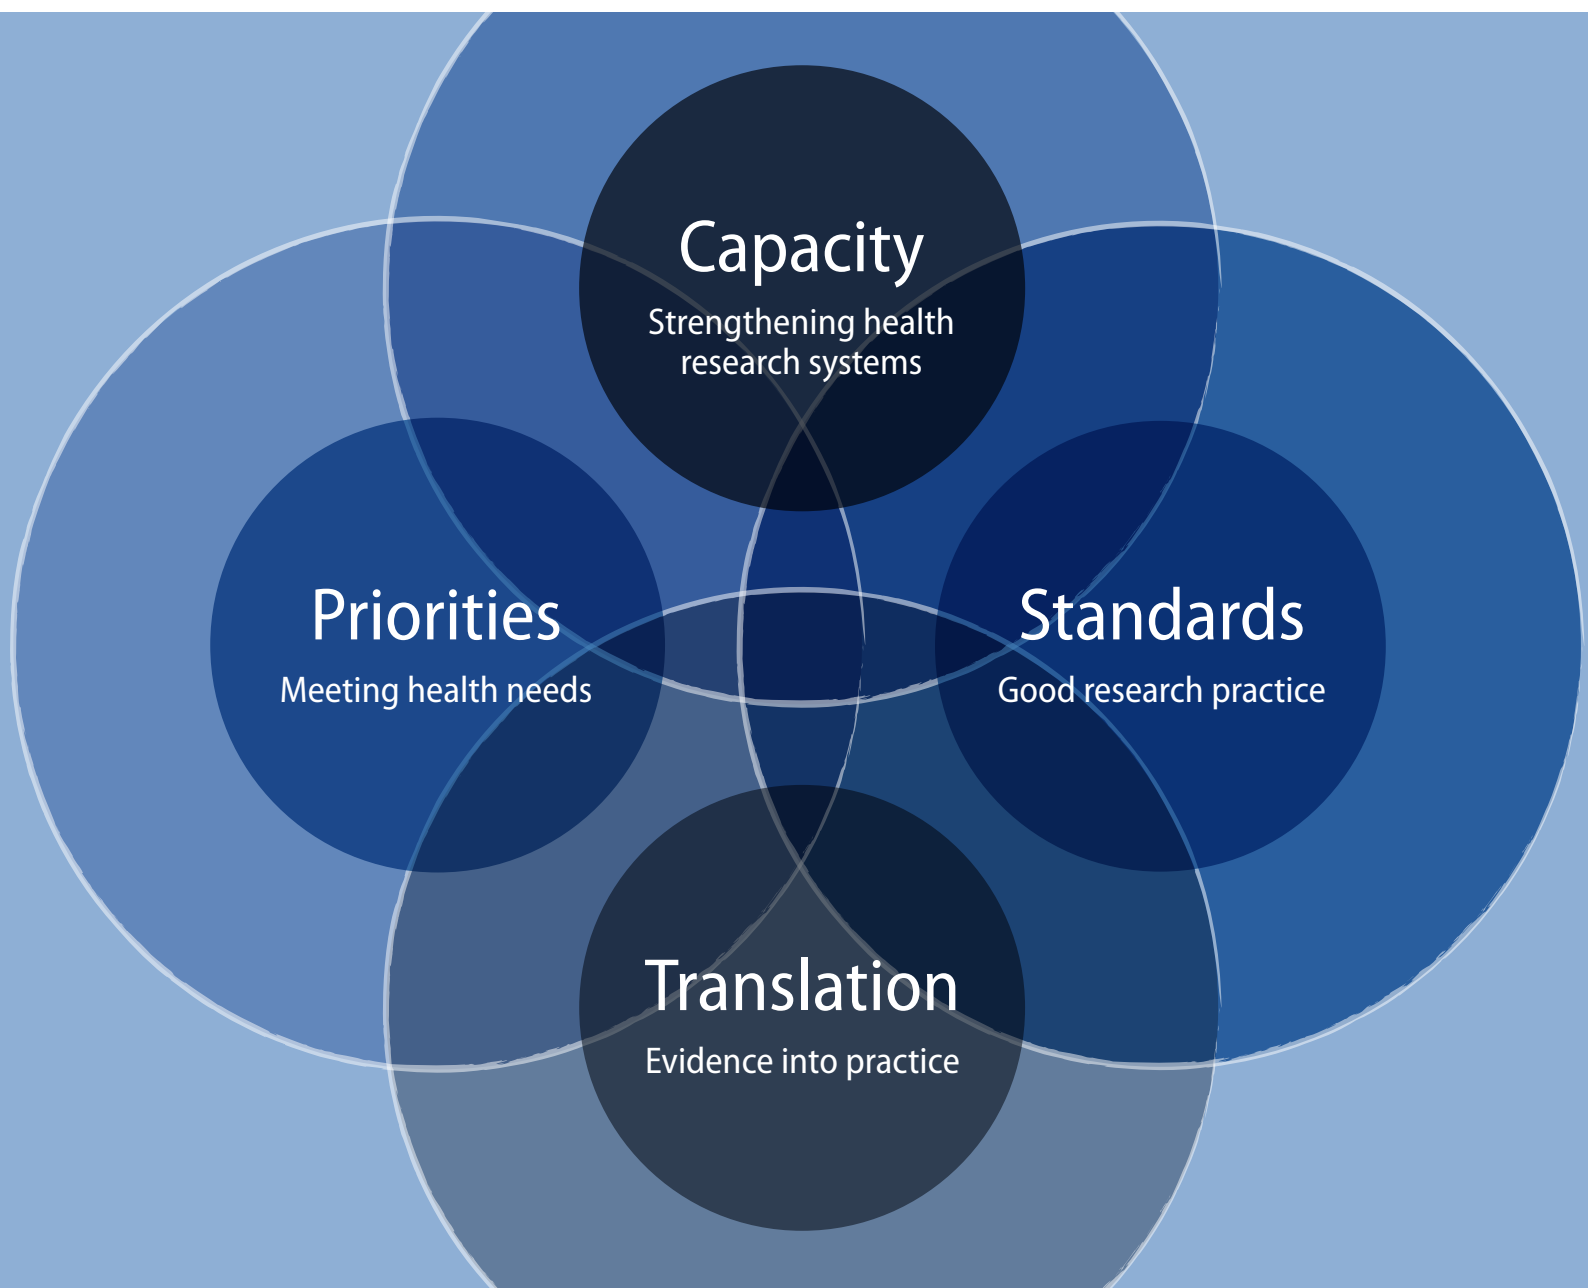 Capacity
Strengthening health
research systems
Priorities
Meeting health needs
Standards
Good research practice
Translation
Evidence into practice